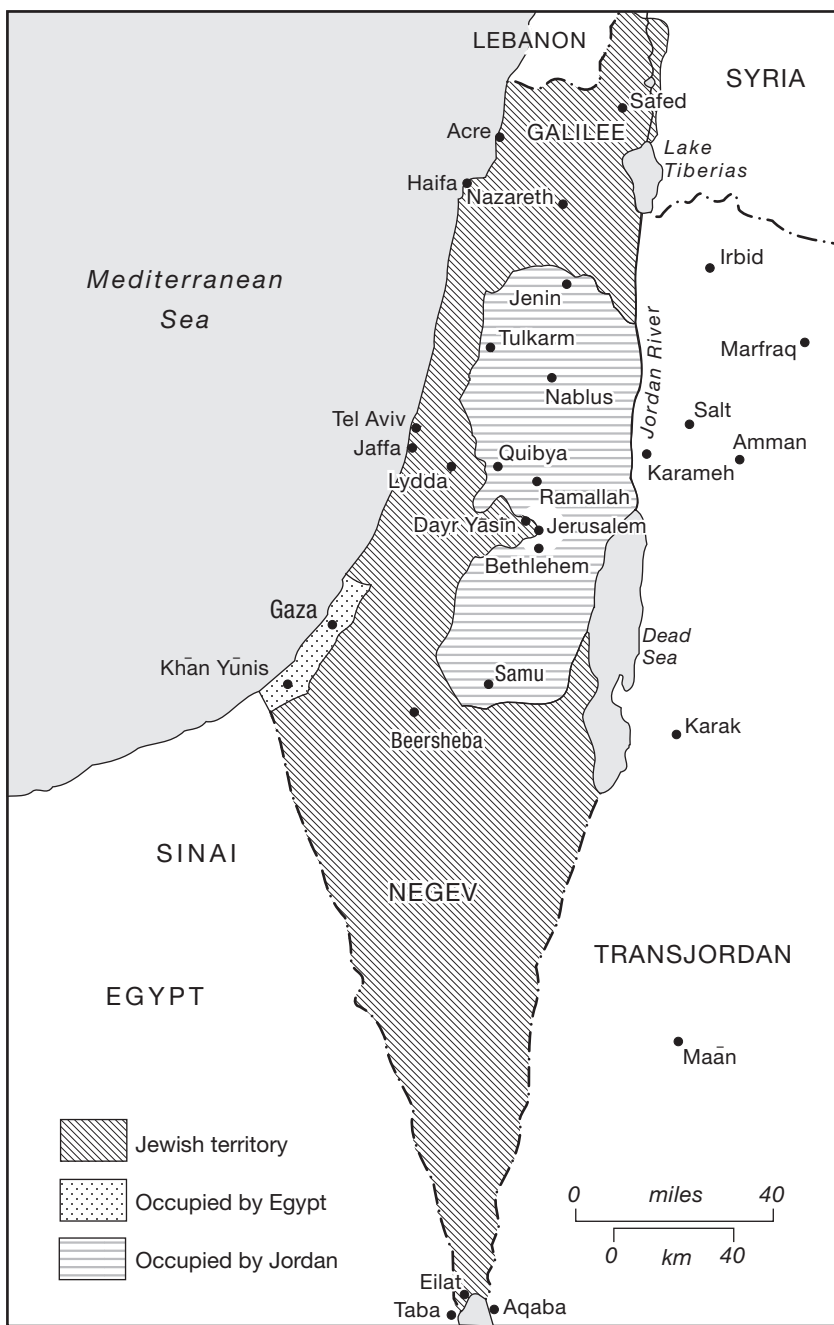 LEBANON
SYRIA
Safed
Acre
GALILEE
Lake
Tiberias
Haifa
Nazareth
Irbid
Mediterranean
Sea
Jenin
Jordan River
Tulkarm
Marfraq
Nablus
Salt
Tel Aviv
Jaffa
Amman
Quibya
Karameh
Lydda
Ramallah
Dayr Yāsīn
Jerusalem
Bethlehem
Gaza
Dead
Sea
Khān Yūnis
Samu
Karak
Beersheba
SINAI
NEGEV
TRANSJORDAN
EGYPT
Maān
Jewish territory
Occupied by Egypt
Occupied by Jordan
0 miles 40
0 km 40
Eilat
Taba
Aqaba